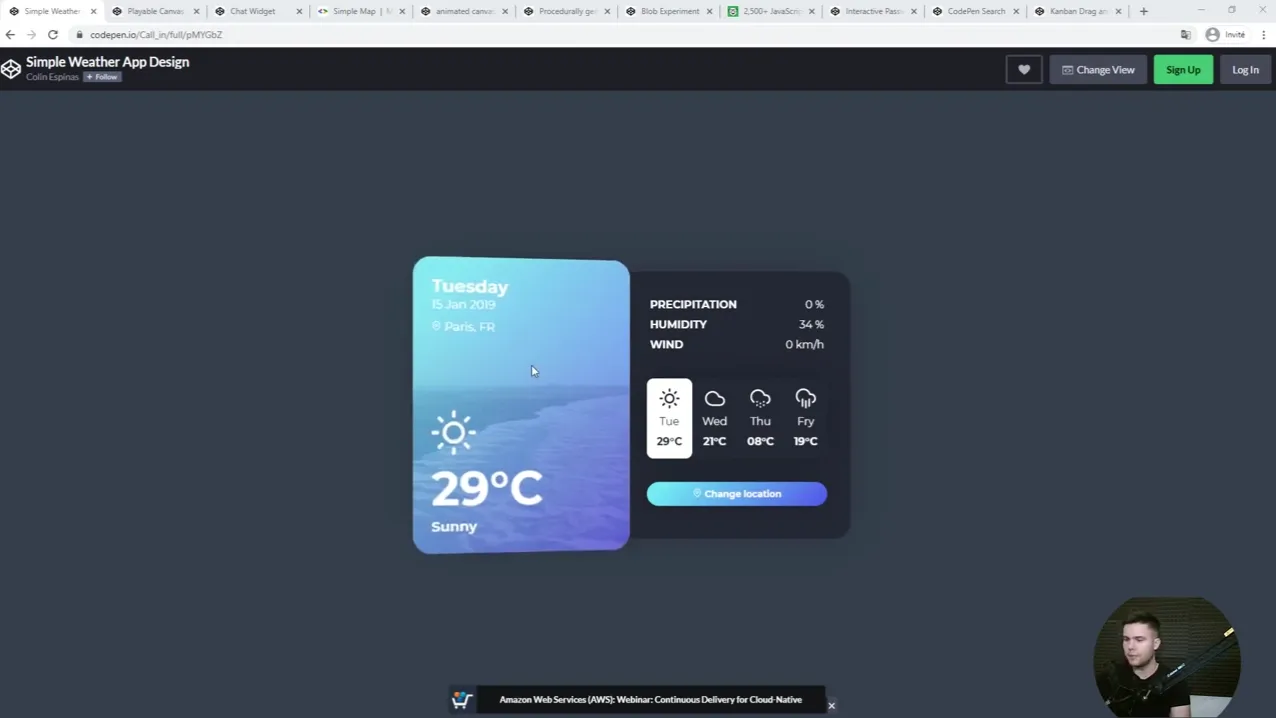 Simple Weather
Playable Canvas
Chat Widget
Simple Map
animated canvas
Procedurally ge
Blob Experiment
2,500+ JavaScrip
Interactive
CodePen Search
Kanban Drag an
codepen.io/Call_in/full/pMYGbZ
Invité
Simple Weather App Design
Colin Espinas
+ Follow
Change View
Sign Up
Log In
Tuesday
15 Jan 2019
Paris, FR
29°C
Sunny
PRECIPITATION 0 %
HUMIDITY 34 %
WIND 0 km/h
Tue Wed Thu Fry
29°C 21°C 08°C 19°C
Change location
Amazon Web Services (AWS): Webinar: Continuous Delivery for Cloud-Native